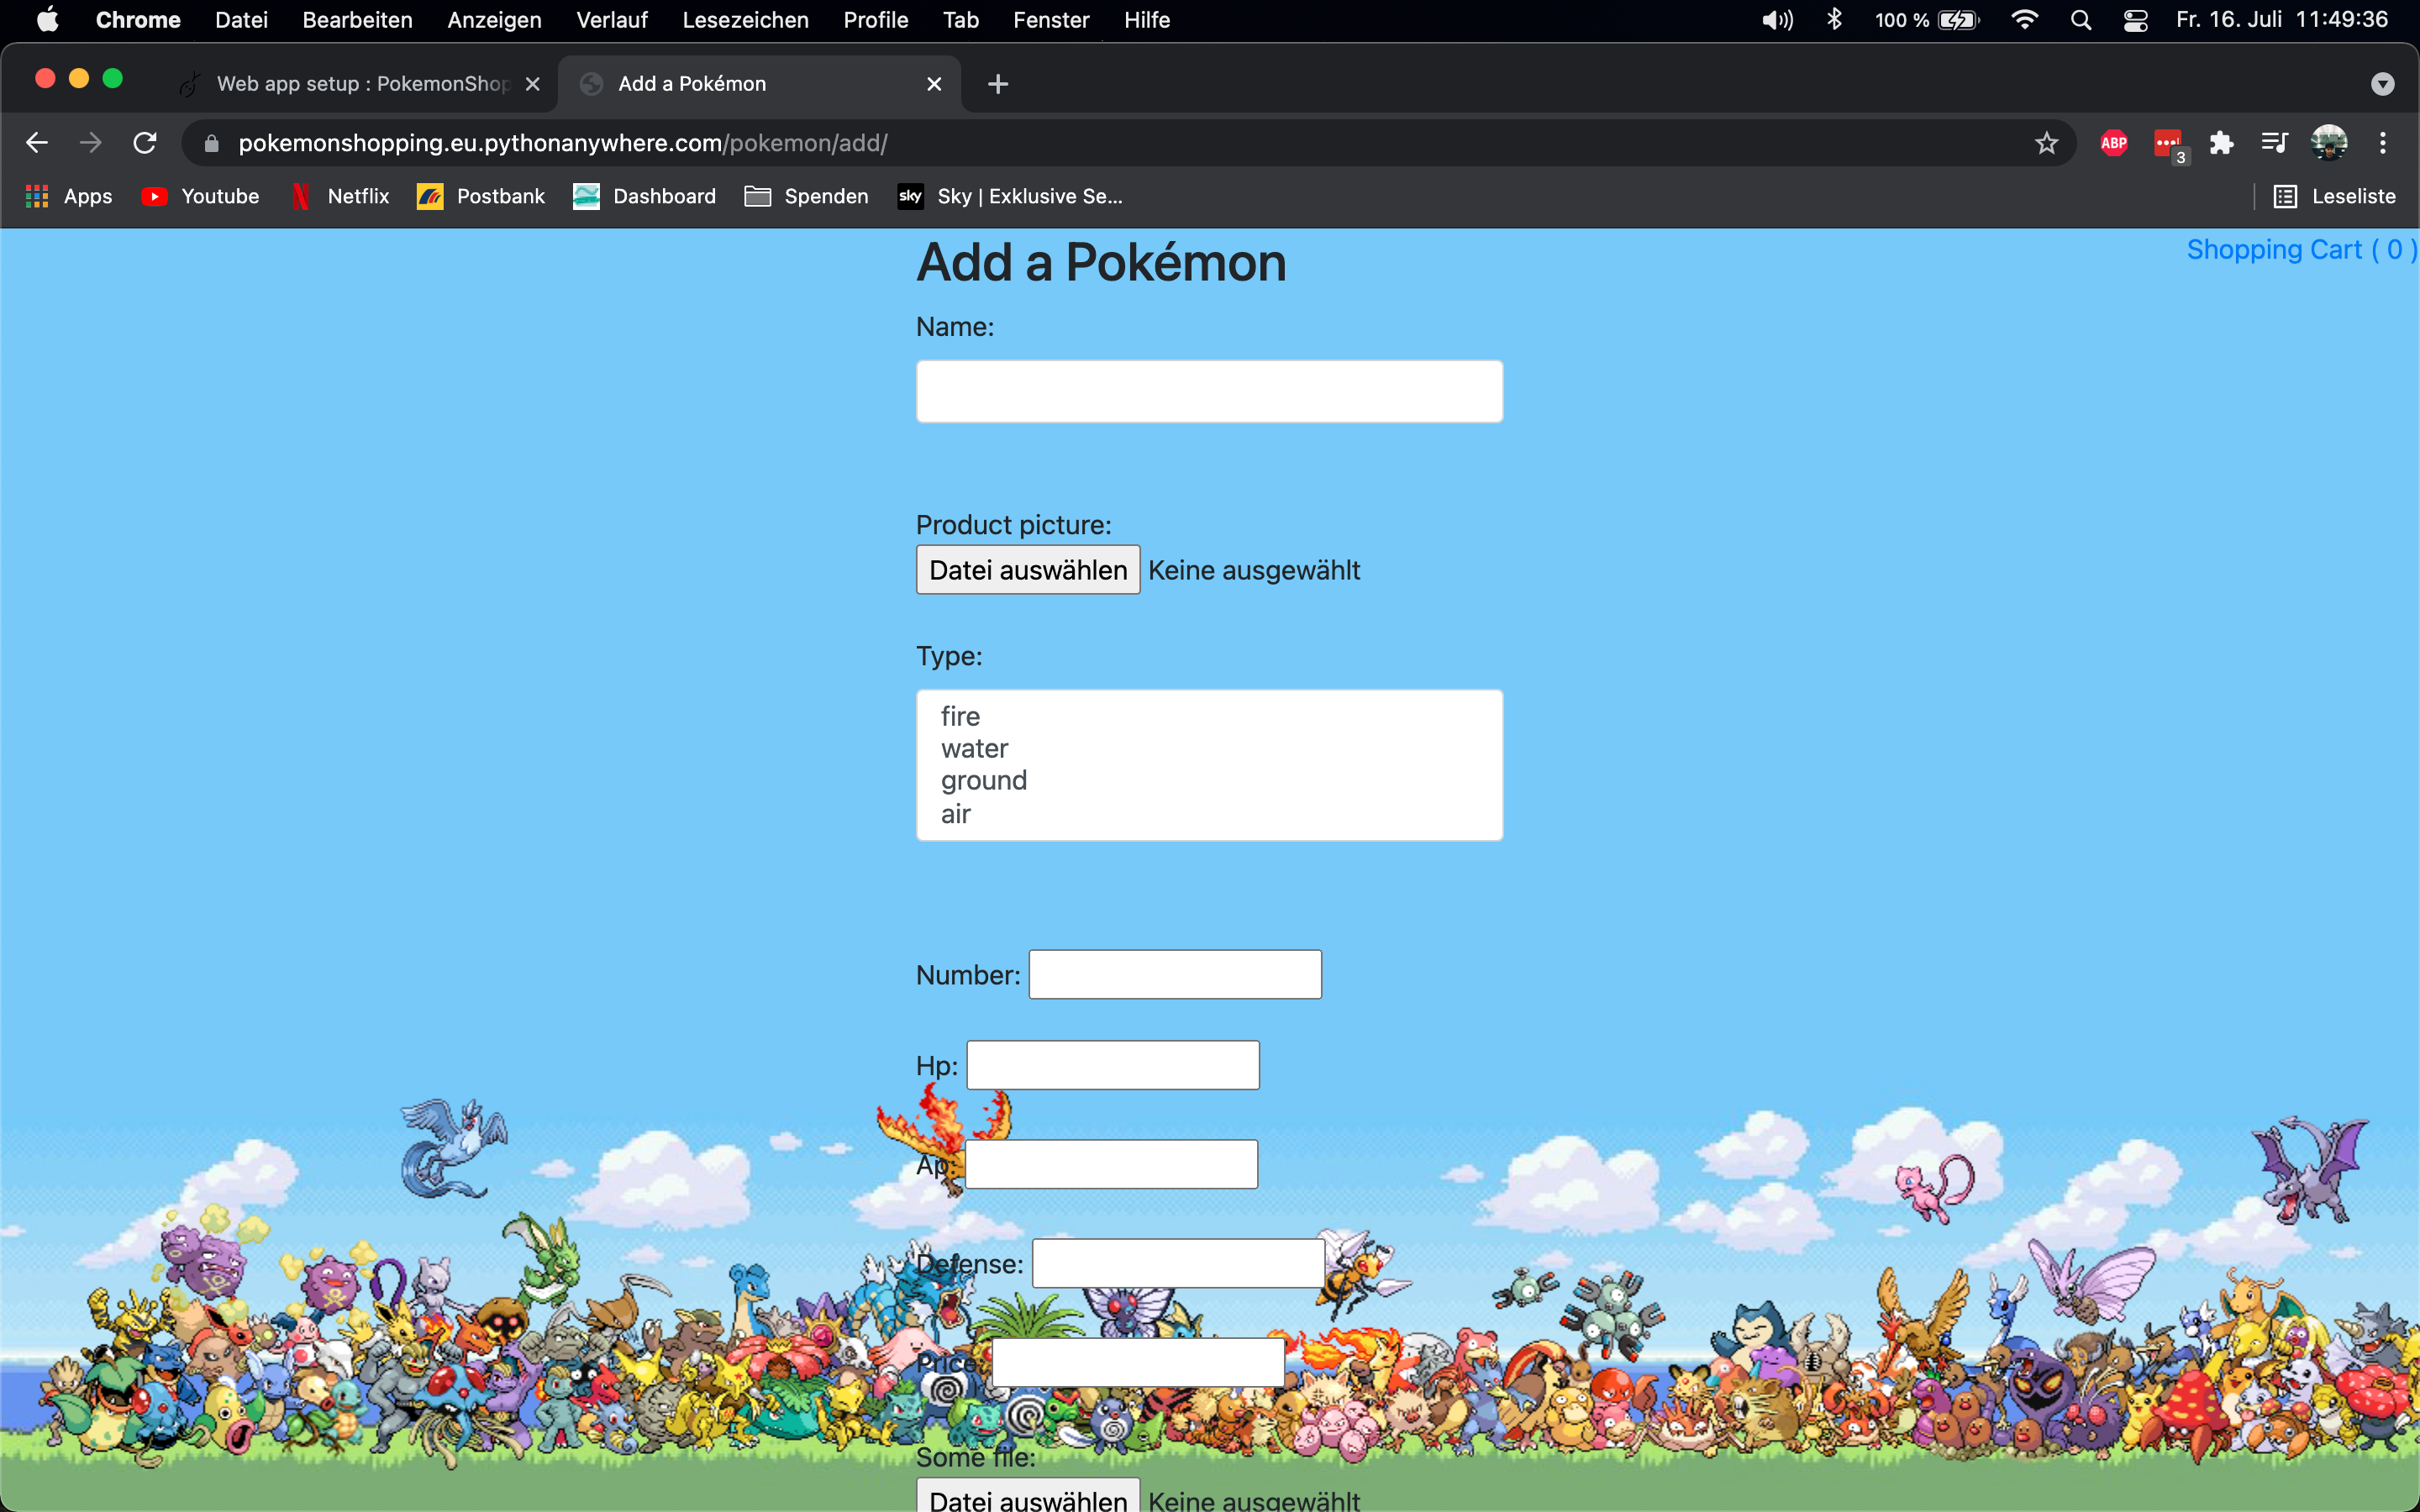 Chrome Datei Bearbeiten Anzeigen Verlauf Lesezeichen Profile Tab Fenster Hilfe 100 % Fr. 16. Juli 11:49:36
Web app setup : PokemonShop Add a Pokémon
pokemonshopping.eu.pythonanywhere.com/pokemon/add/ ABP 3
Apps Youtube Netflix Postbank Dashboard Spenden sky Sky | Exklusive Se... Leseliste
Shopping Cart ( 0 )
Add a Pokémon
Name:
Product picture:
Datei auswählen Keine ausgewählt
Type:
fire
water
ground
air
Number:
Hp:
Ap:
Defense:
Price:
Some file:
Datei auswählen Keine ausgewählt